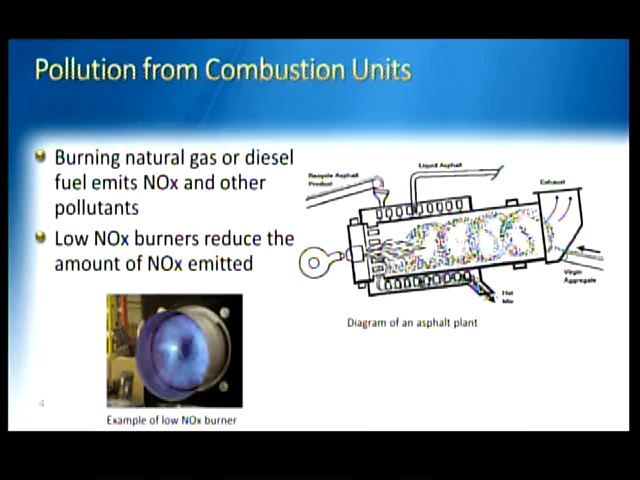 Pollution from Combustion Units
Burning natural gas or diesel
fuel emits NOx and other
pollutants
Low NOx burners reduce the
amount of NOx emitted
Liquid Asphalt
Recycle Asphalt
Product
Exhaust
Virgin
Aggregate
Hot
Mix
Diagram of an asphalt plant
4
Example of low NOx burner